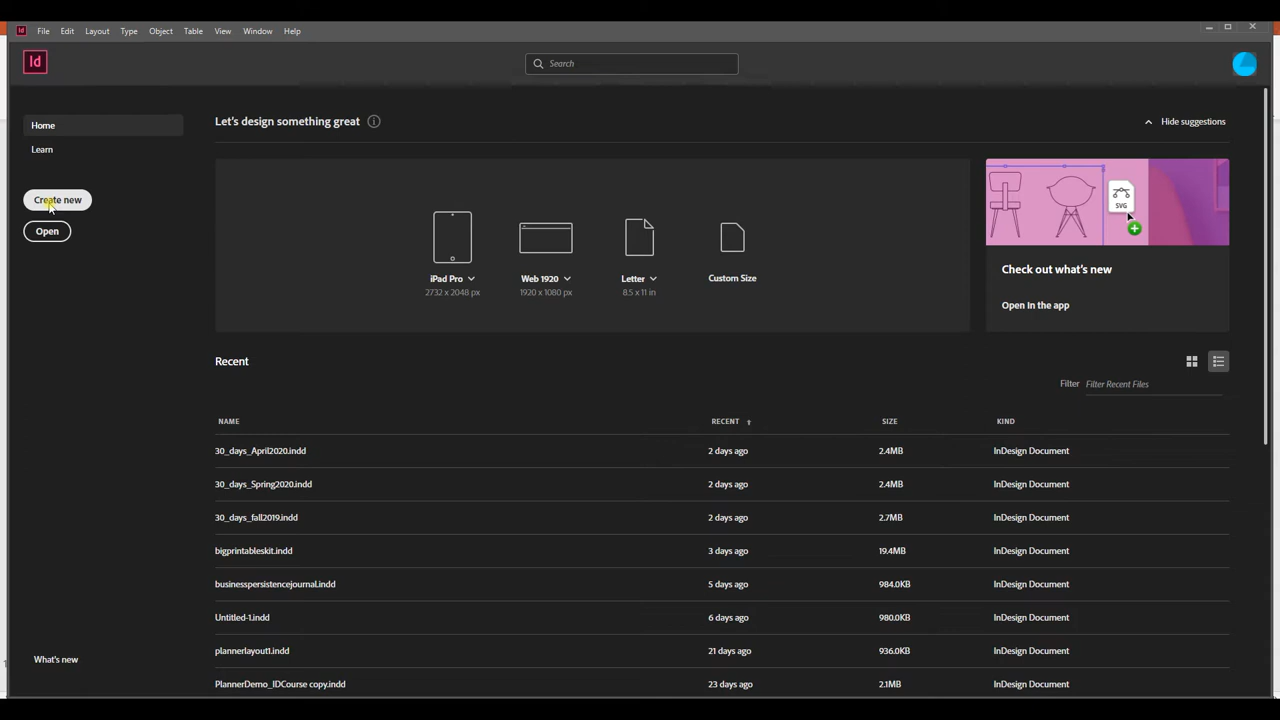 Id File Edit Layout Type Object Table View Window Help
Id
Search
Home
Learn
Create new
Open
What's new
Let's design something great
Hide suggestions
iPad Pro
2732 x 2048 px
Web 1920
1920 x 1080 px
Letter
8.5 x 11 in
Custom Size
SVG
Check out what's new
Open in the app
Recent
Filter Filter Recent Files
NAME RECENT SIZE KIND
30_days_April2020.indd 2 days ago 2.4MB InDesign Document
30_days_Spring2020.indd 2 days ago 2.4MB InDesign Document
30_days_fall2019.indd 2 days ago 2.7MB InDesign Document
bigprintableskit.indd 3 days ago 19.4MB InDesign Document
businesspersistencejournal.indd 5 days ago 984.0KB InDesign Document
Untitled-1.indd 6 days ago 980.0KB InDesign Document
plannerlayout1.indd 21 days ago 936.0KB InDesign Document
PlannerDemo_IDCourse copy.indd 23 days ago 2.1MB InDesign Document